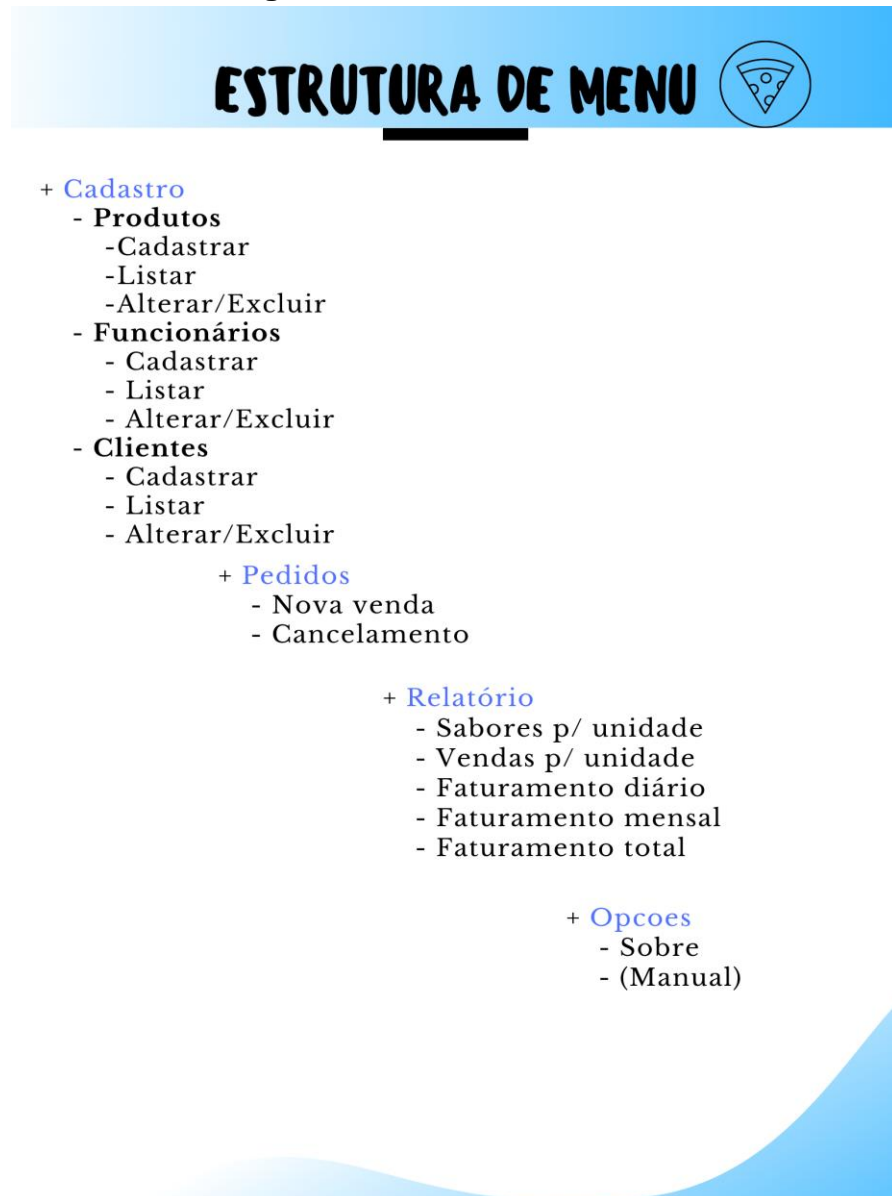 ESTRUTURA DE MENU
+ Cadastro
- Produtos
-Cadastrar
-Listar
-Alterar/Excluir
- Funcionários
- Cadastrar
- Listar
- Alterar/Excluir
- Clientes
- Cadastrar
- Listar
- Alterar/Excluir
+ Pedidos
- Nova venda
- Cancelamento
+ Relatório
- Sabores p/ unidade
- Vendas p/ unidade
- Faturamento diário
- Faturamento mensal
- Faturamento total
+ Opcoes
- Sobre
- (Manual)